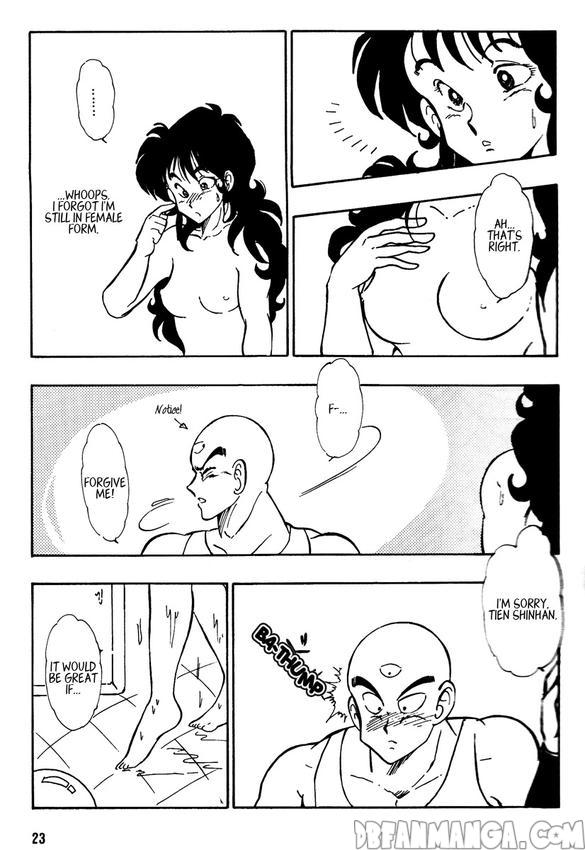 ........
...WHOOPS.
I FORGOT I'M
STILL IN FEMALE
FORM.
AH...
...THAT'S
RIGHT.
Notice!
F-...
FORGIVE
ME!
I'M SORRY,
TIEN SHINHAN.
IT WOULD
BE GREAT
IF...
BA-THUMP
23
DBFANMANGA.COM